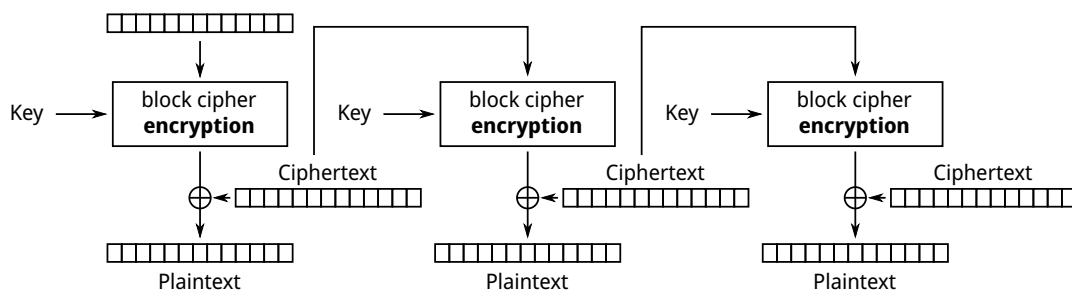 block cipher
encryption
Key
block cipher
encryption
Key
block cipher
encryption
Key
Ciphertext
Ciphertext
Ciphertext
Plaintext
Plaintext
Plaintext